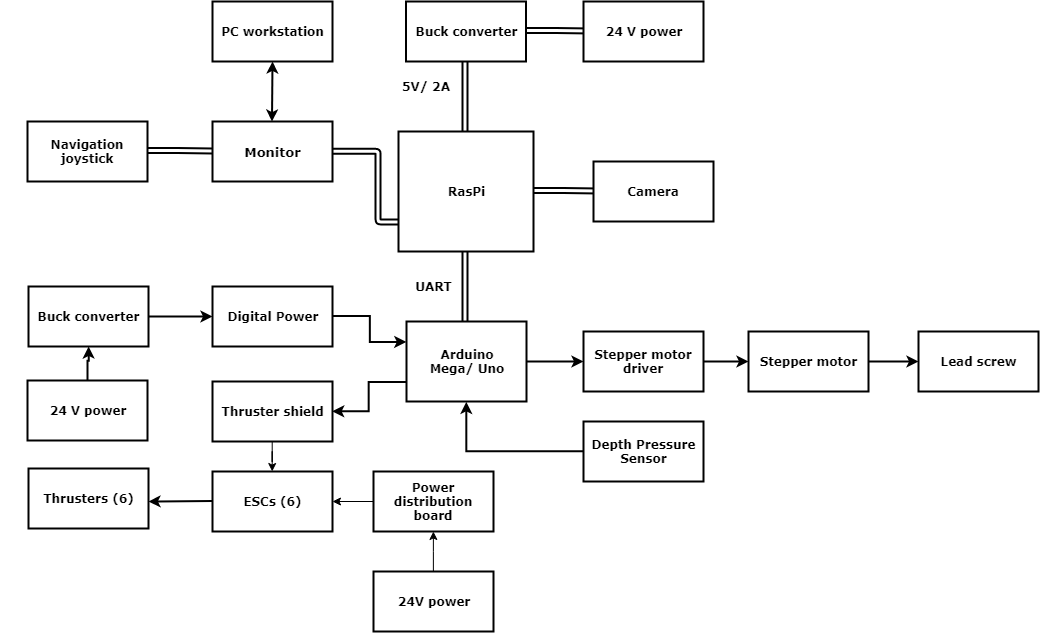 PC workstation
Buck converter
24 V power
5V/ 2A
Navigation
joystick
Monitor
RasPi
Camera
UART
Buck converter
Digital Power
Arduino
Mega/ Uno
Stepper motor
driver
Stepper motor
Lead screw
24 V power
Thruster shield
Depth Pressure
Sensor
Thrusters (6)
ESCs (6)
Power
distribution
board
24V power